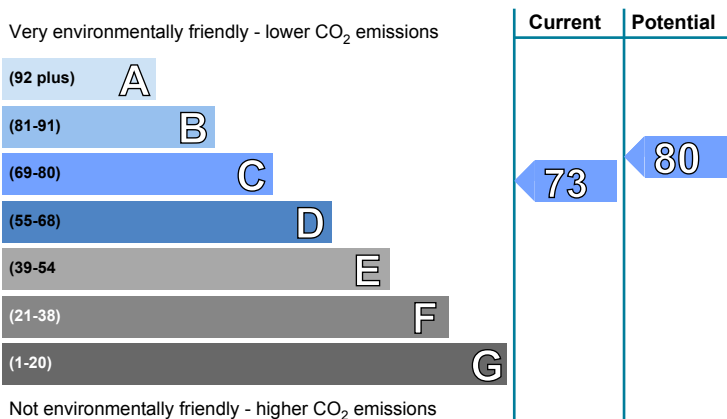 Very environmentally friendly - lower CO2 emissions
Current
Potential
(92 plus) A
(81-91) B
(69-80) C
(55-68) D
(39-54 E
(21-38) F
(1-20) G
73
80
Not environmentally friendly - higher CO2 emissions